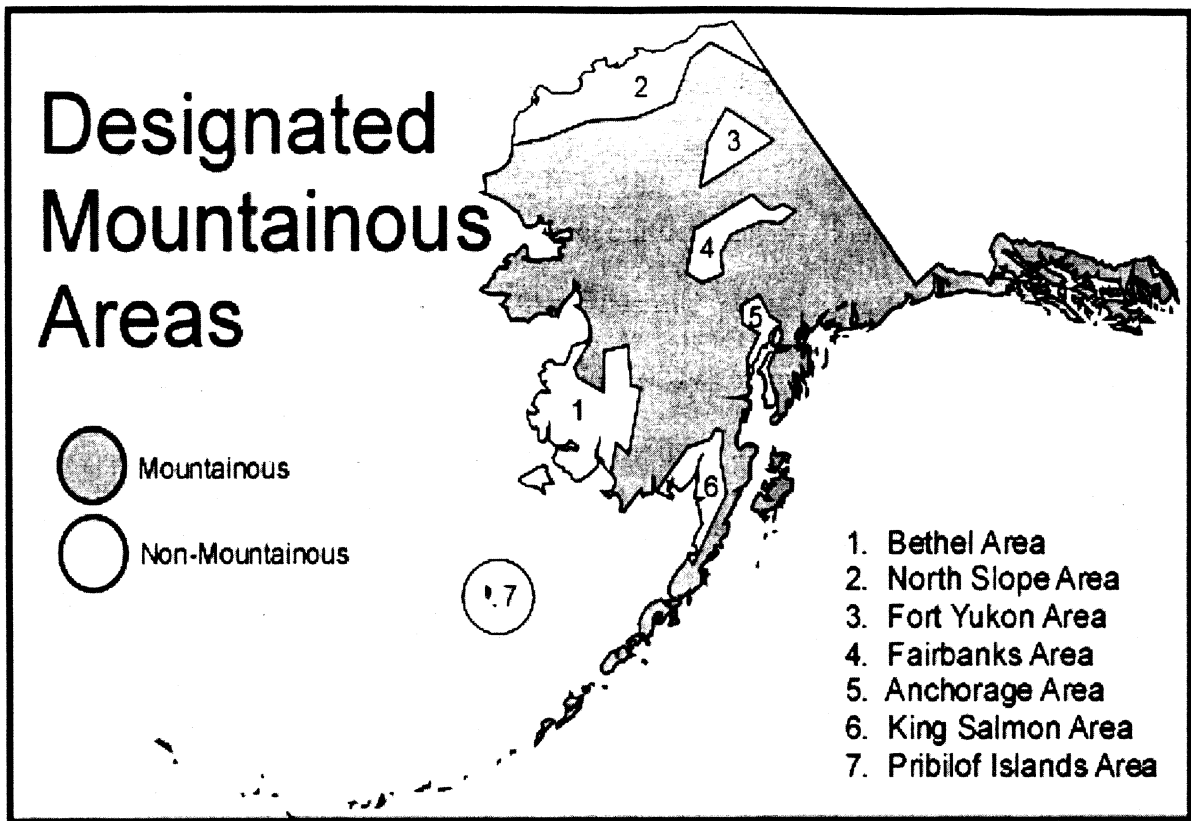 Designated
Mountainous
Areas
Mountainous
Non-Mountainous
1
2
3
4
5
6
7
1. Bethel Area
2. North Slope Area
3. Fort Yukon Area
4. Fairbanks Area
5. Anchorage Area
6. King Salmon Area
7. Pribilof Islands Area